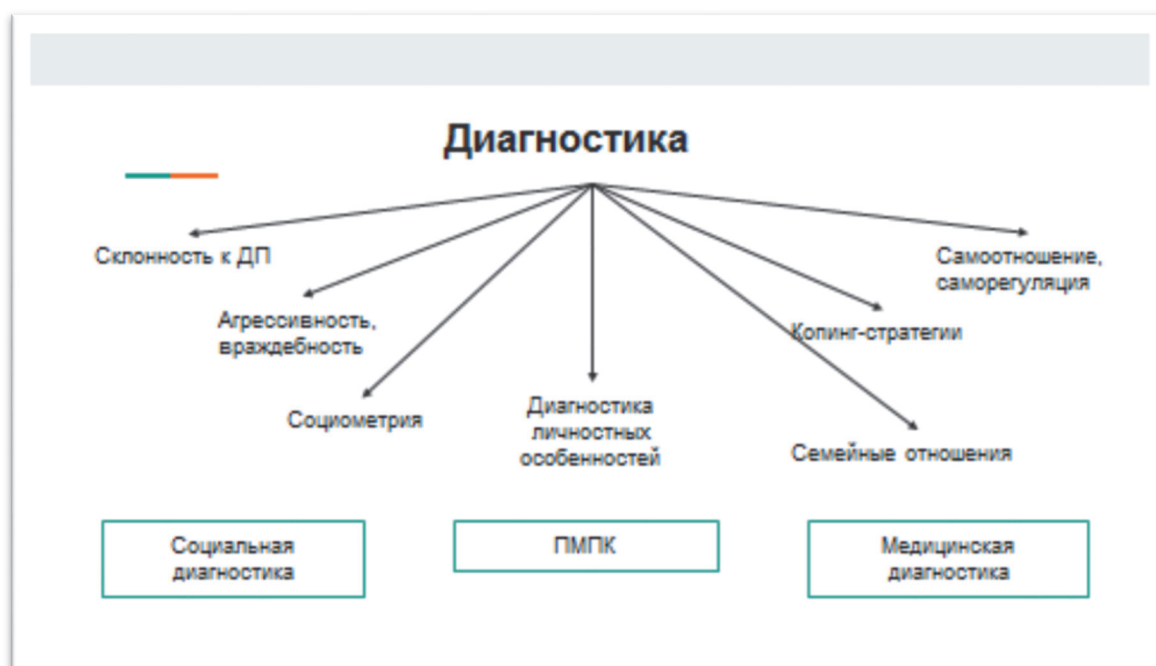 Диагностика
Склонность к ДП
Самоотношение,
саморегуляция
Агрессивность,
враждебность
Копинг-стратегии
Социометрия
Диагностика
личностных
особенностей
Семейные отношения
Социальная
диагностика
ПМПК
Медицинская
диагностика